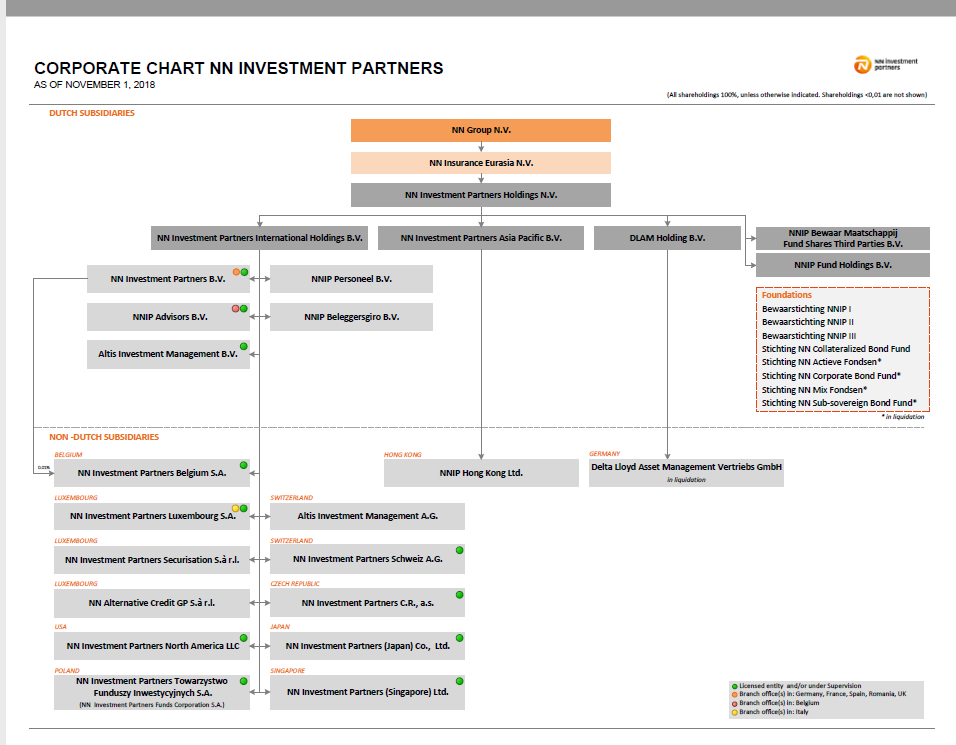 CORPORATE CHART NN INVESTMENT PARTNERS
AS OF NOVEMBER 1, 2018
nn investment
partners
(All shareholdings 100%, unless otherwise indicated. Shareholdings <0,01 are not shown)
DUTCH SUBSIDIARIES
NN Group N.V.
NN Insurance Eurasia N.V.
NN Investment Partners Holdings N.V.
NN Investment Partners International Holdings B.V.
NN Investment Partners Asia Pacific B.V.
DLAM Holding B.V.
NNIP Bewaar Maatschappij
Fund Shares Third Parties B.V.
NNIP Fund Holdings B.V.
NN Investment Partners B.V.
NNIP Personeel B.V.
NNIP Advisors B.V.
NNIP Beleggersgiro B.V.
Altis Investment Management B.V.
Foundations
Bewaarstichting NNIP I
Bewaarstichting NNIP II
Bewaarstichting NNIP III
Stichting NN Collateralized Bond Fund
Stichting NN Actieve Fondsen*
Stichting NN Corporate Bond Fund*
Stichting NN Mix Fondsen*
Stichting NN Sub-sovereign Bond Fund*
* in liquidation
NON -DUTCH SUBSIDIARIES
BELGIUM
NN Investment Partners Belgium S.A.
HONG KONG
NNIP Hong Kong Ltd.
GERMANY
Delta Lloyd Asset Management Vertriebs GmbH
in liquidation
LUXEMBOURG
NN Investment Partners Luxembourg S.A.
SWITZERLAND
Altis Investment Management A.G.
LUXEMBOURG
NN Investment Partners Securisation S.à r.l.
SWITZERLAND
NN Investment Partners Schweiz A.G.
LUXEMBOURG
NN Alternative Credit GP S.à r.l.
CZECH REPUBLIC
NN Investment Partners C.R., a.s.
USA
NN Investment Partners North America LLC
JAPAN
NN Investment Partners (Japan) Co., Ltd.
POLAND
NN Investment Partners Towarzystwo
Funduszy Inwestycyjnych S.A.
(NN Investment Partners Funds Corporation S.A.)
SINGAPORE
NN Investment Partners (Singapore) Ltd.
Licensed entity and/or under Supervision
Branch office(s) in: Germany, France, Spain, Romania, UK
Branch office(s) in: Belgium
Branch office(s) in: Italy